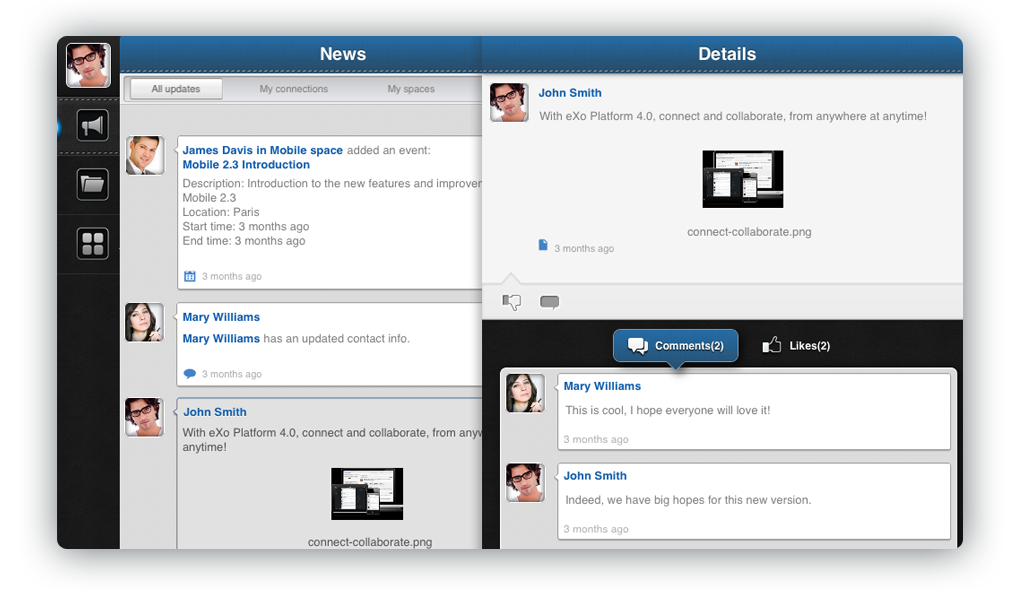 News
All updates
My connections
My spaces
James Davis in Mobile space added an event:
Mobile 2.3 Introduction
Description: Introduction to the new features and improver
Mobile 2.3
Location: Paris
Start time: 3 months ago
End time: 3 months ago
3 months ago
Mary Williams
Mary Williams has an updated contact info.
3 months ago
John Smith
With eXo Platform 4.0, connect and collaborate, from anyw
anytime!
connect-collaborate.png
Details
John Smith
With eXo Platform 4.0, connect and collaborate, from anywhere at anytime!
connect-collaborate.png
3 months ago
Comments(2)
Likes(2)
Mary Williams
This is cool, I hope everyone will love it!
3 months ago
John Smith
Indeed, we have big hopes for this new version.
3 months ago